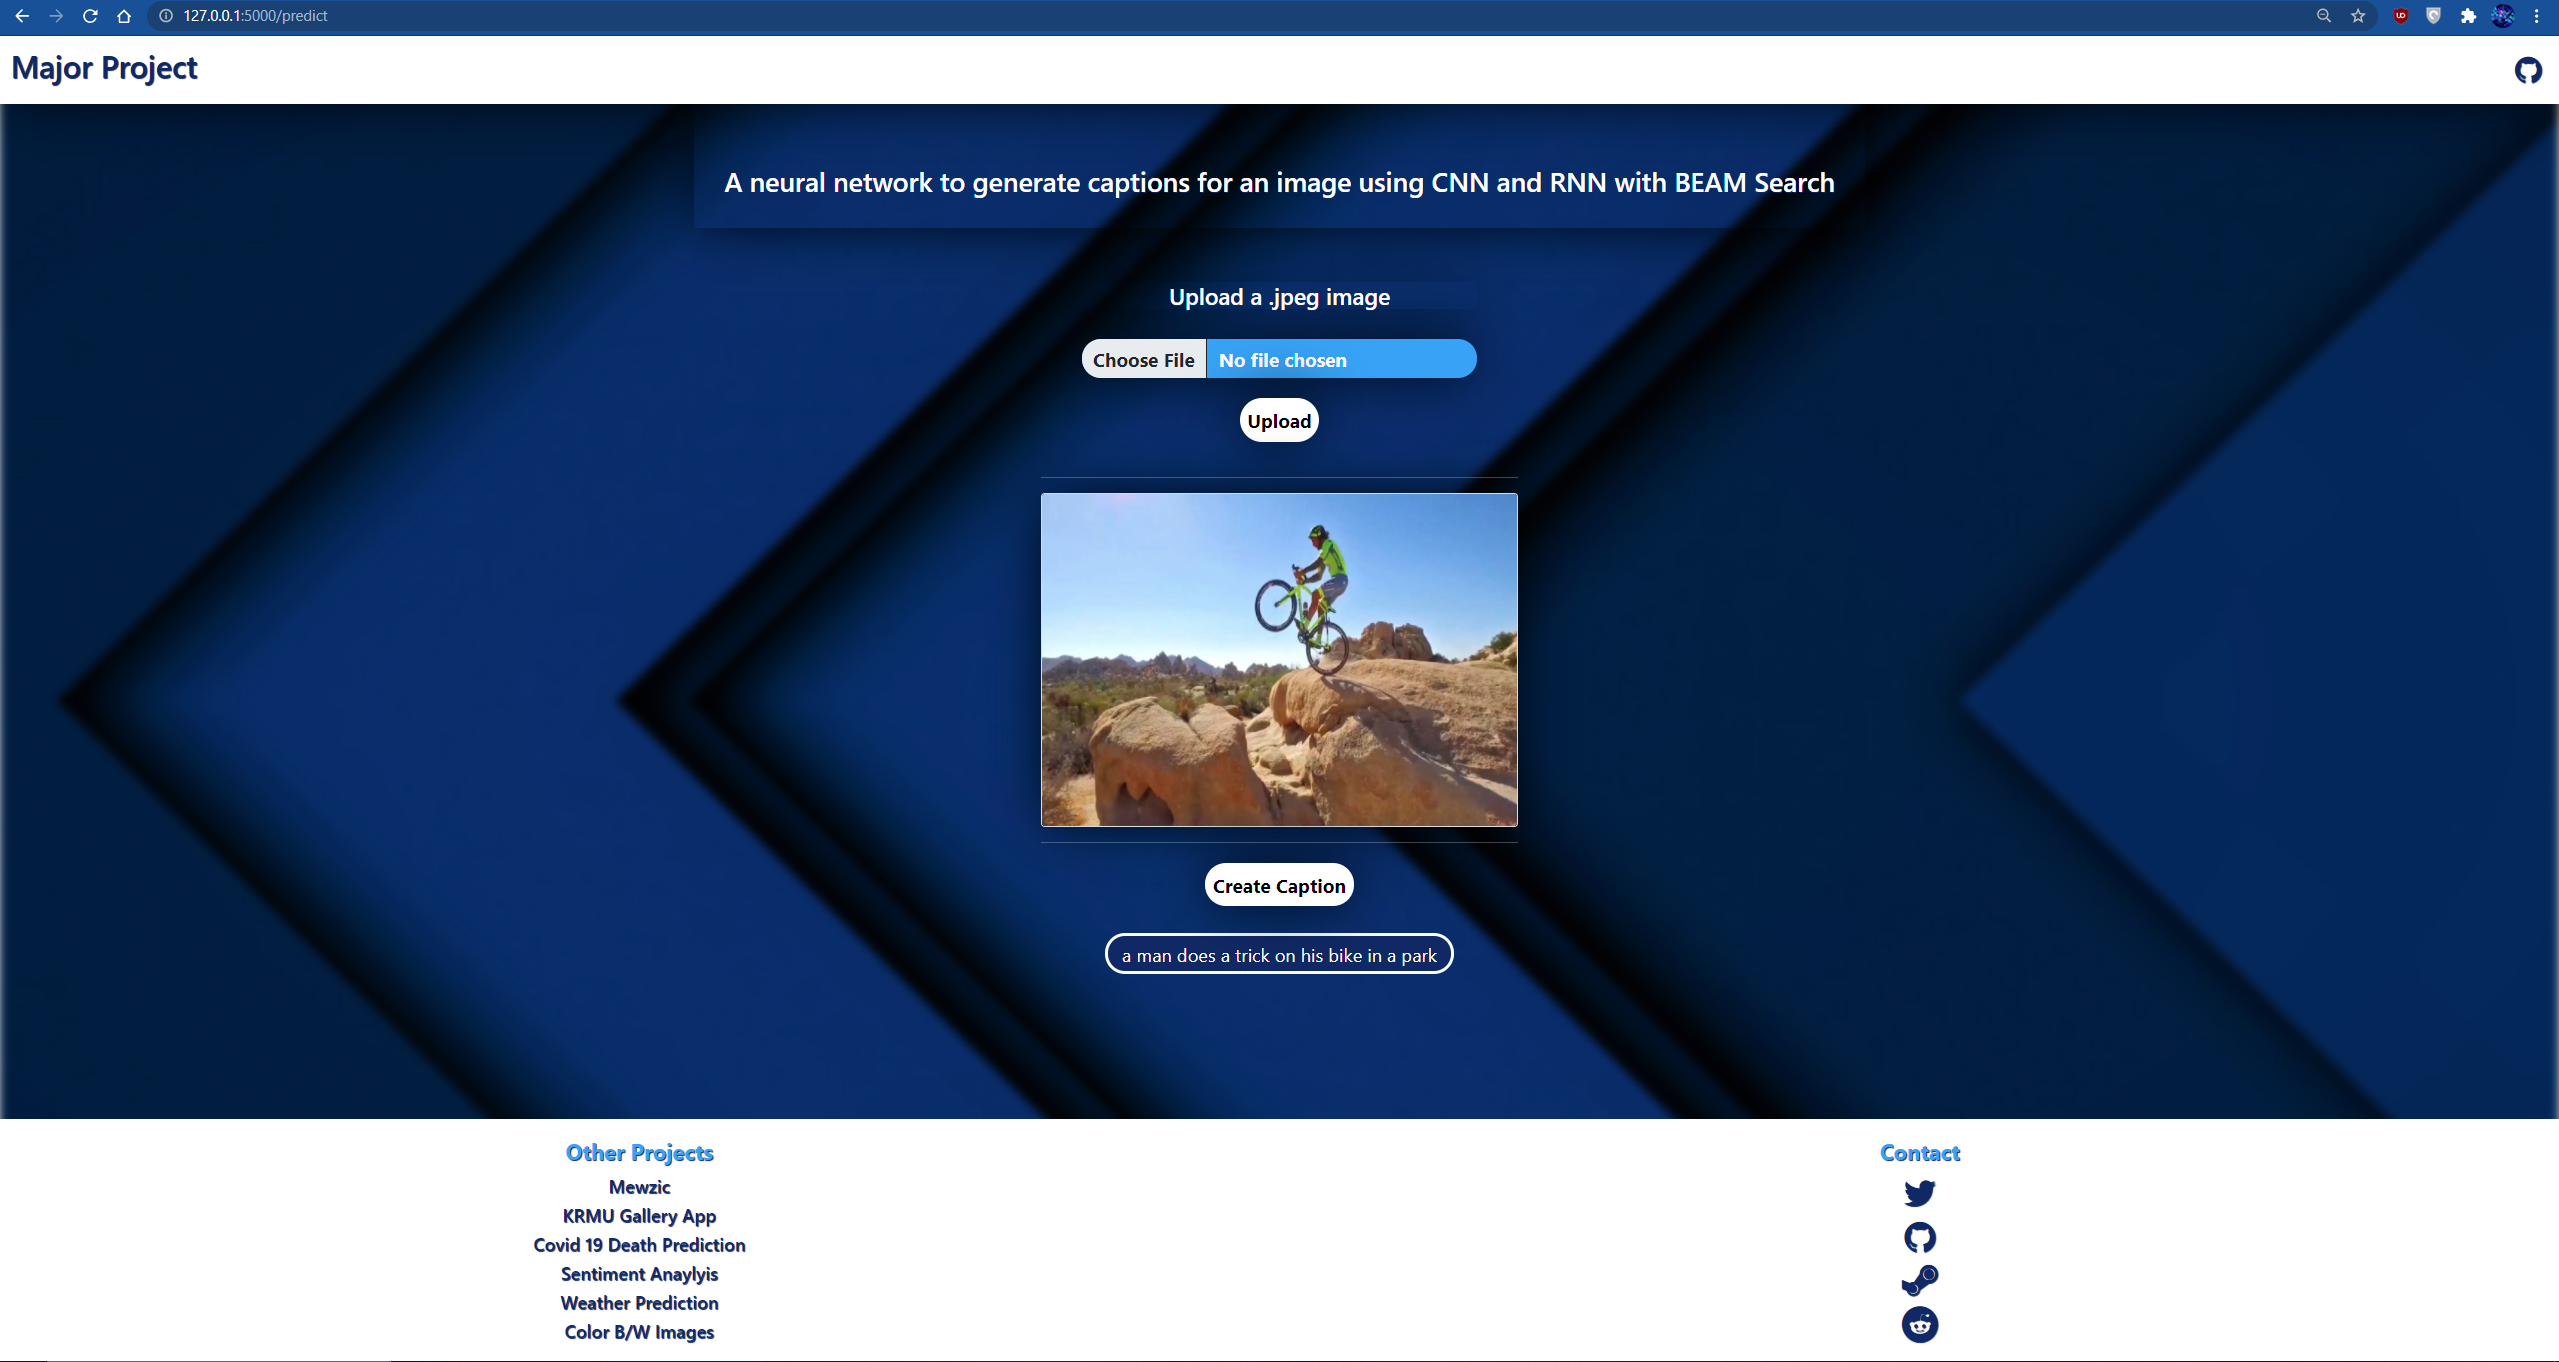 127.0.0.1:5000/predict
Major Project
A neural network to generate captions for an image using CNN and RNN with BEAM Search
Upload a .jpeg image
Choose File No file chosen
Upload
Create Caption
a man does a trick on his bike in a park
Other Projects
Mewzic
KRMU Gallery App
Covid 19 Death Prediction
Sentiment Anaylyis
Weather Prediction
Color B/W Images
Contact